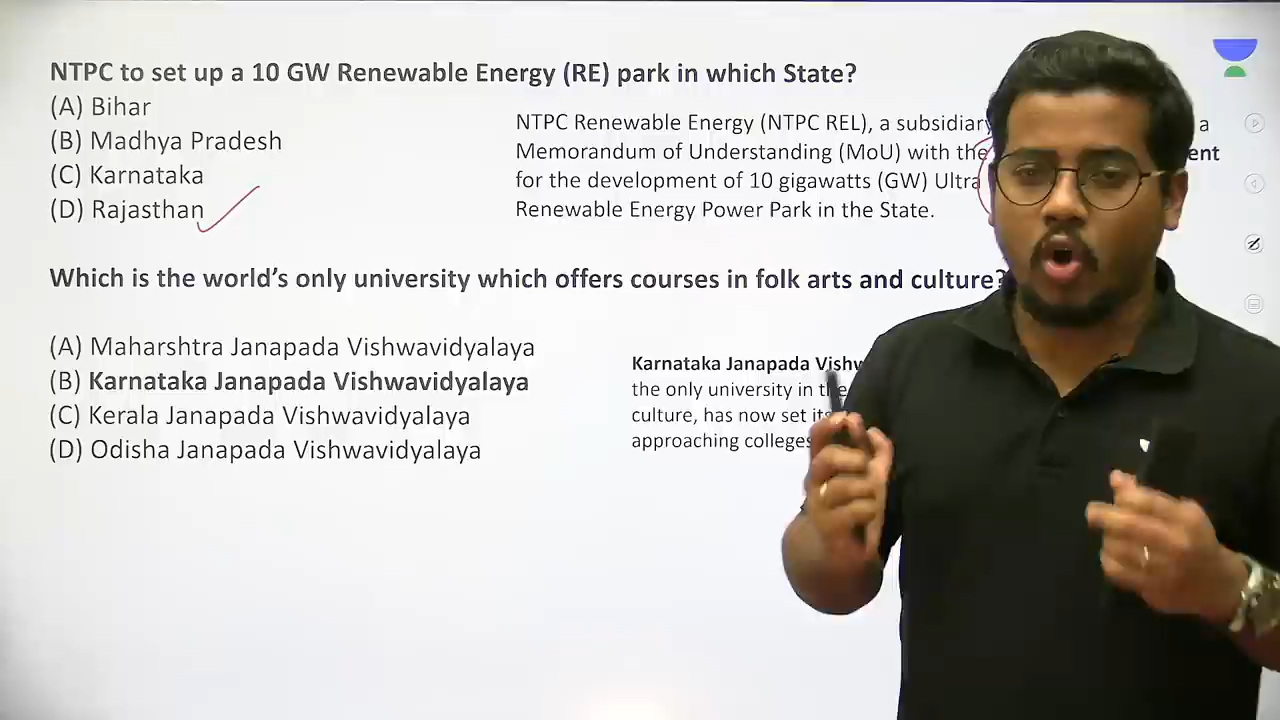 NTPC to set up a 10 GW Renewable Energy (RE) park in which State?
(A) Bihar
(B) Madhya Pradesh
(C) Karnataka
(D) Rajasthan
NTPC Renewable Energy (NTPC REL), a subsidiary a
Memorandum of Understanding (MoU) with the
for the development of 10 gigawatts (GW) Ultra
Renewable Energy Power Park in the State.
Which is the world's only university which offers courses in folk arts and culture?
(A) Maharshtra Janapada Vishwavidyalaya
(B) Karnataka Janapada Vishwavidyalaya
(C) Kerala Janapada Vishwavidyalaya
(D) Odisha Janapada Vishwavidyalaya
Karnataka Janapada
the only university in the
culture, has now set
approaching colleges